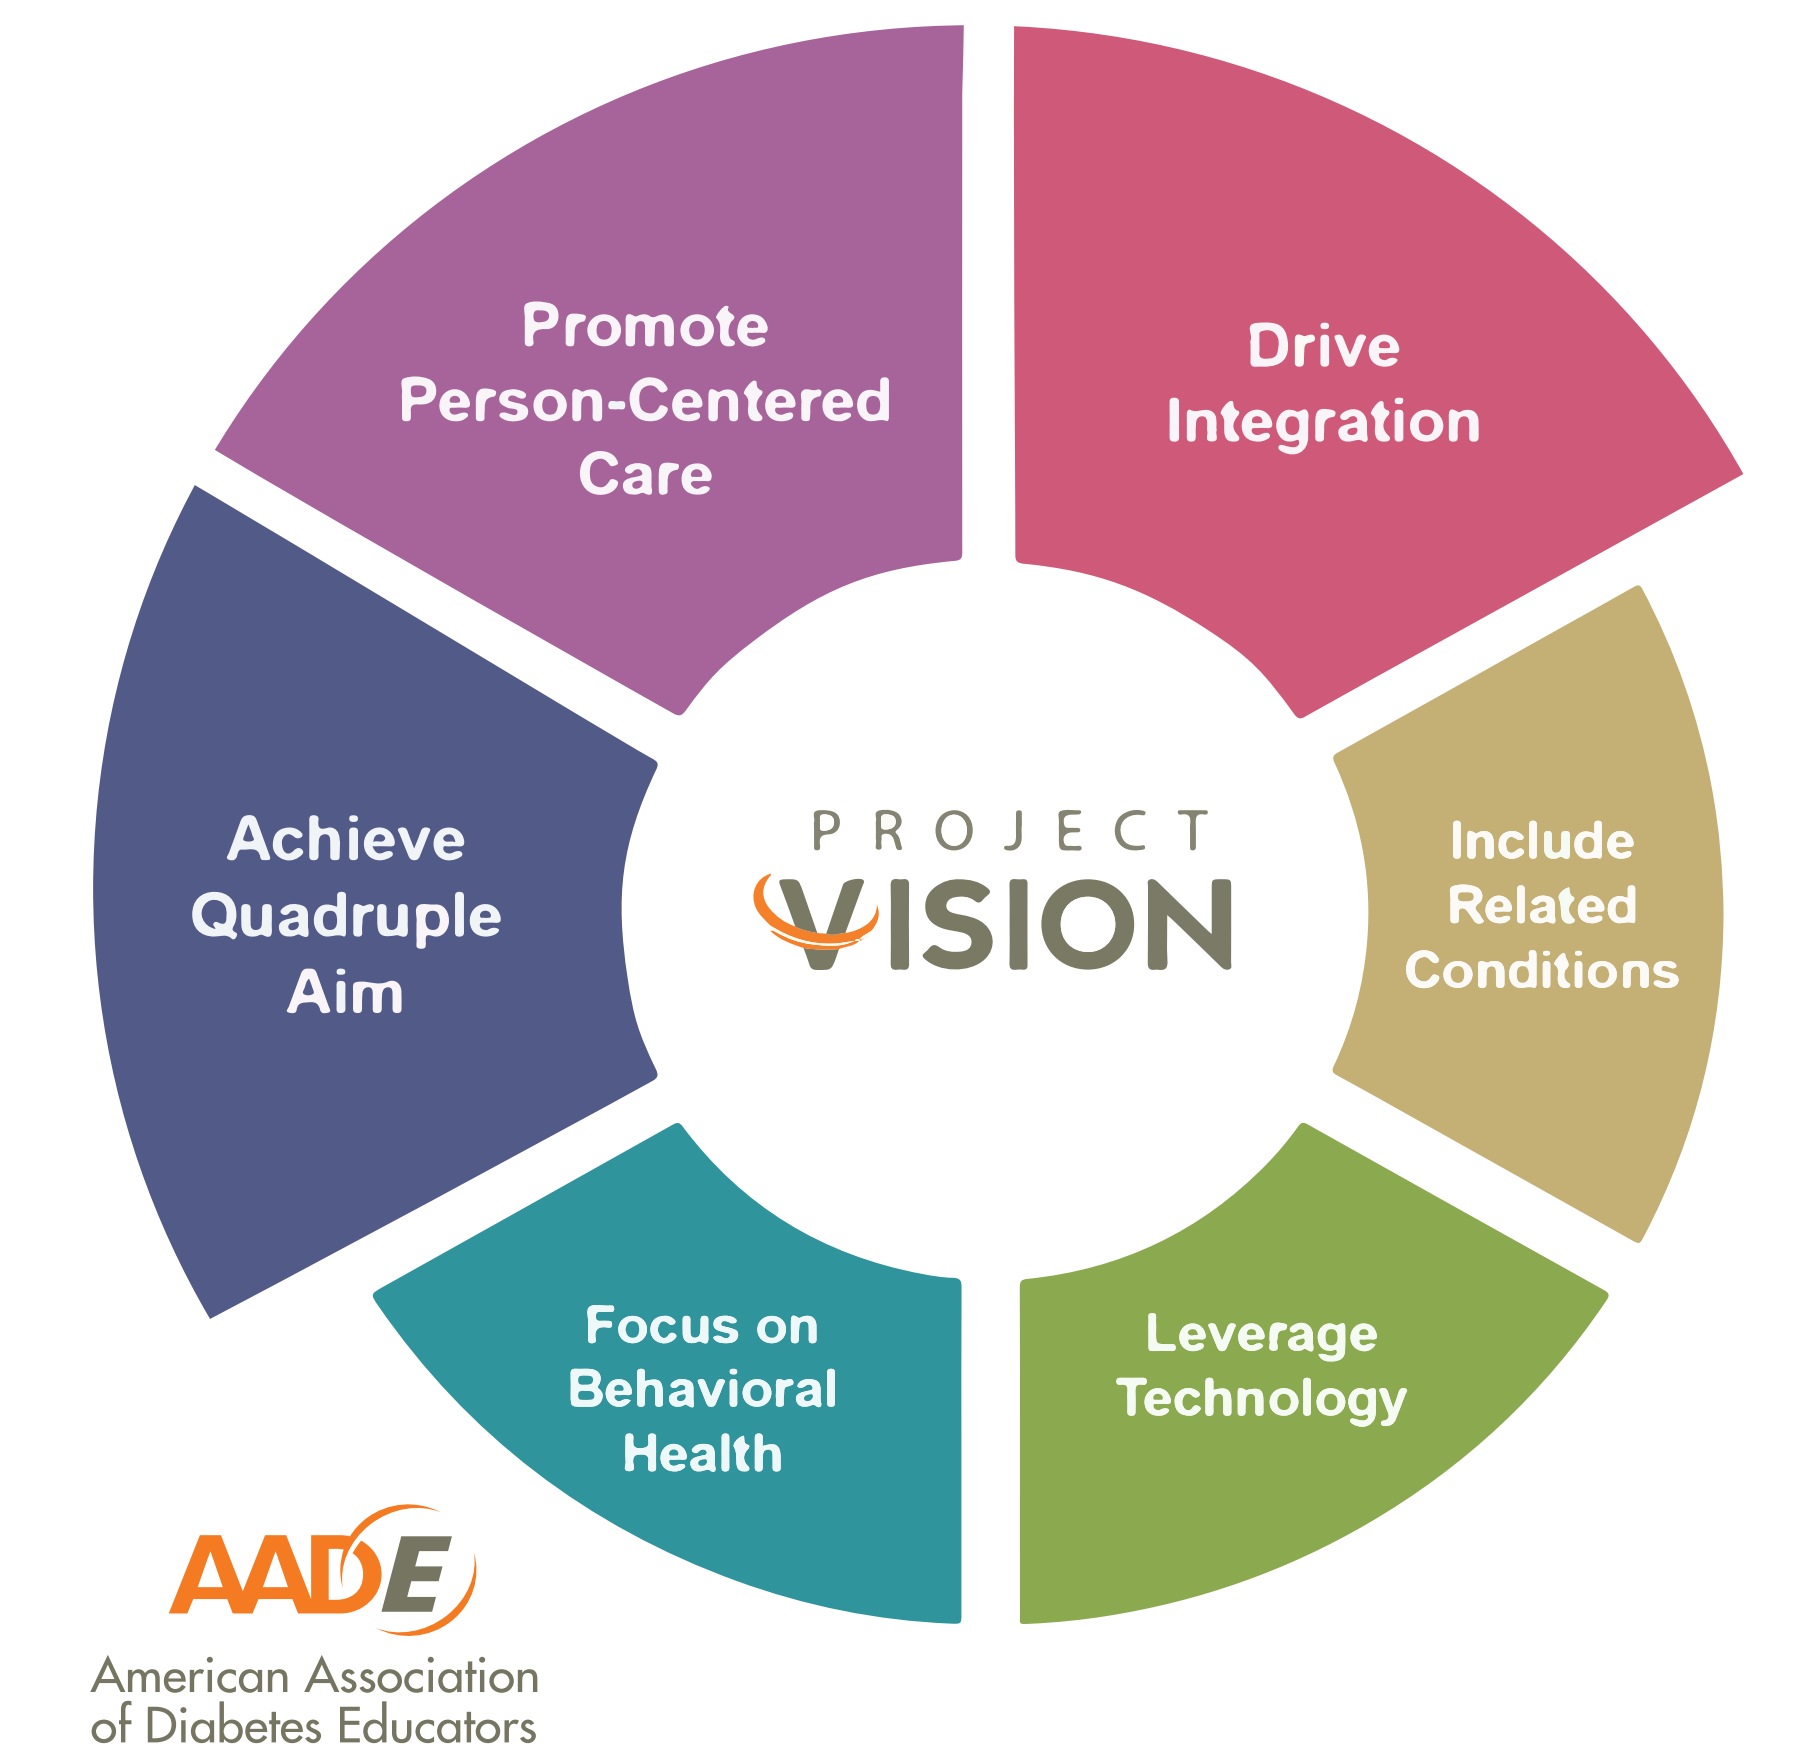 Promote
Person-Centered
Care
Drive
Integration
Include
Related
Conditions
Leverage
Technology
Focus on
Behavioral
Health
Achieve
Quadruple
Aim
PROJECT
VISION
AADE
American Association
of Diabetes Educators